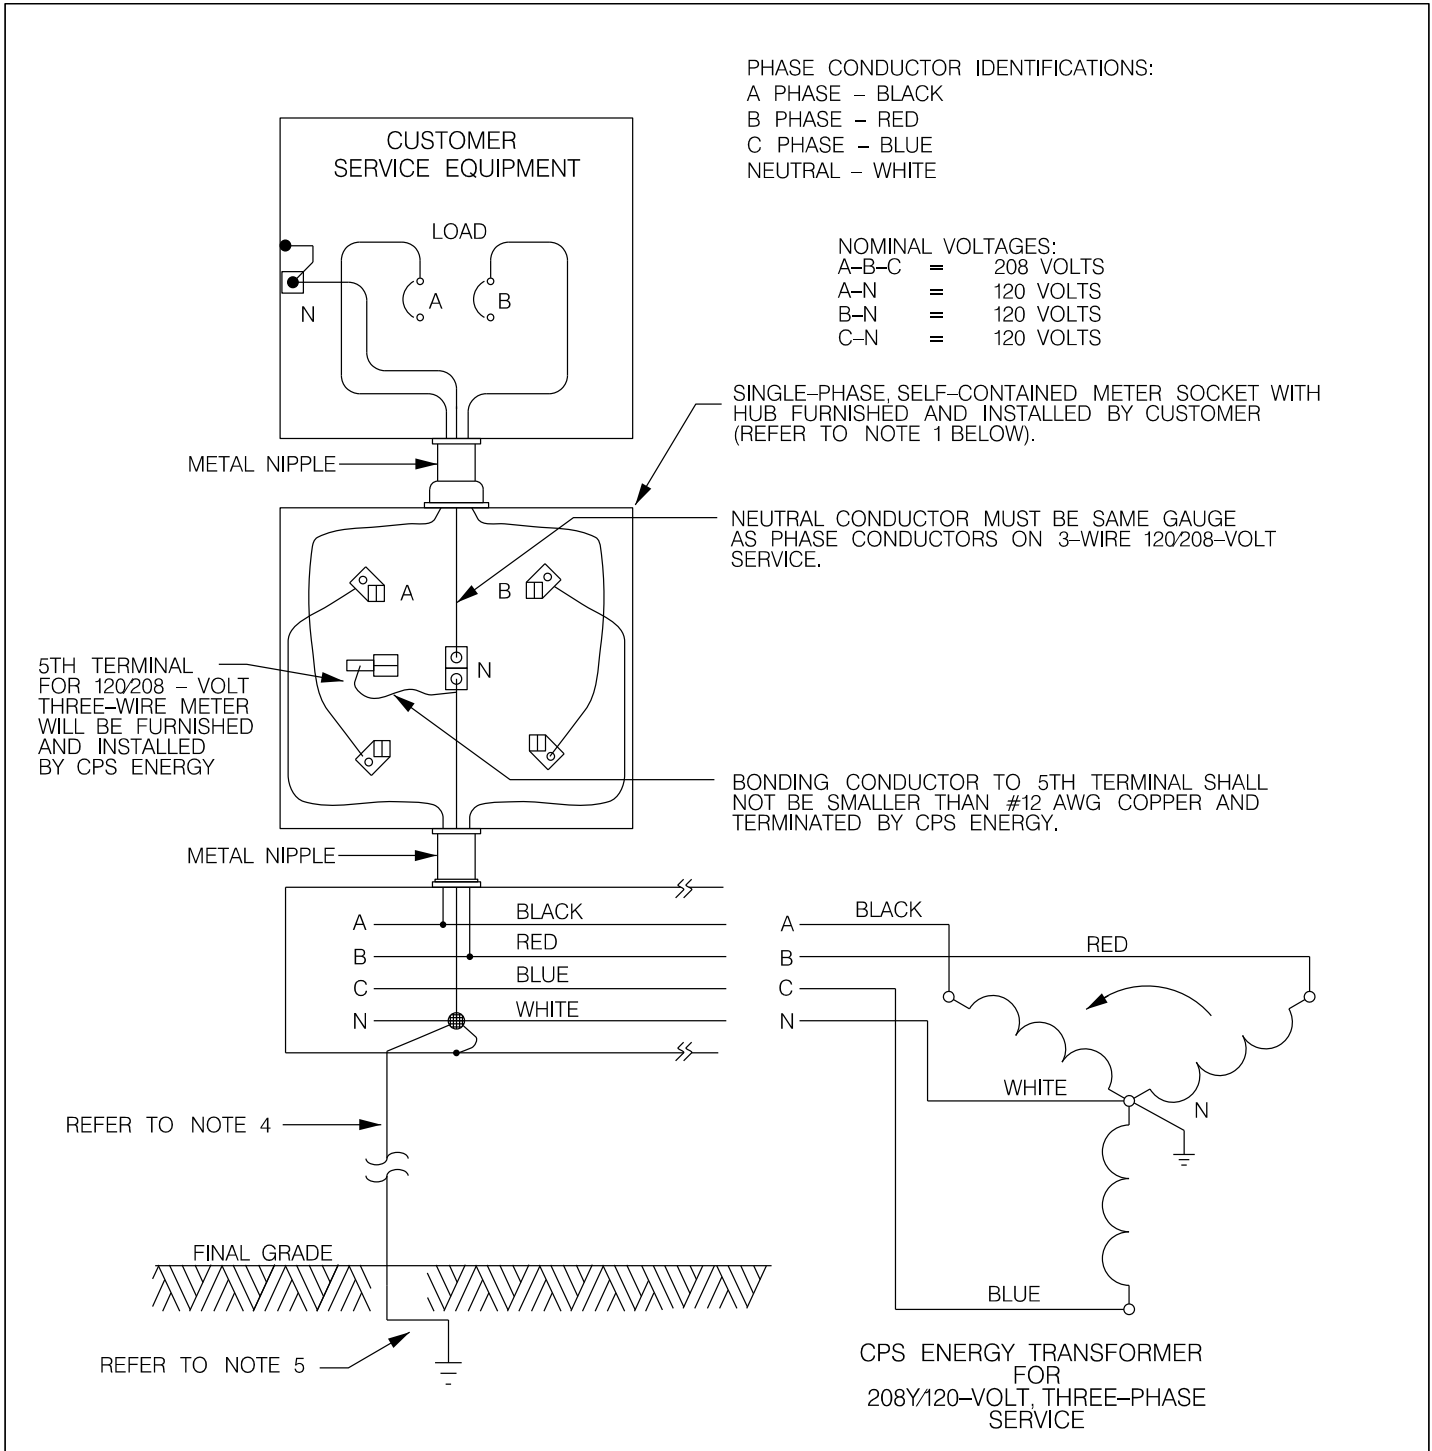 PHASE CONDUCTOR IDENTIFICATIONS:
A PHASE – BLACK
B PHASE – RED
C PHASE – BLUE
NEUTRAL – WHITE
CUSTOMER
SERVICE EQUIPMENT
LOAD
A
B
N
NOMINAL VOLTAGES:
A–B–C = 208 VOLTS
A–N = 120 VOLTS
B–N = 120 VOLTS
C–N = 120 VOLTS
SINGLE–PHASE, SELF–CONTAINED METER SOCKET WITH
HUB FURNISHED AND INSTALLED BY CUSTOMER
(REFER TO NOTE 1 BELOW).
METAL NIPPLE
NEUTRAL CONDUCTOR MUST BE SAME GAUGE
AS PHASE CONDUCTORS ON 3–WIRE 120/208–VOLT
SERVICE.
A
B
N
5TH TERMINAL
FOR 120/208 – VOLT
THREE–WIRE METER
WILL BE FURNISHED
AND INSTALLED
BY CPS ENERGY
BONDING CONDUCTOR TO 5TH TERMINAL SHALL
NOT BE SMALLER THAN #12 AWG COPPER AND
TERMINATED BY CPS ENERGY.
METAL NIPPLE
A BLACK
B RED
C BLUE
N WHITE
A BLACK
B RED
C
N
WHITE
N
BLUE
REFER TO NOTE 4
FINAL GRADE
REFER TO NOTE 5
CPS ENERGY TRANSFORMER
FOR
208Y/120–VOLT, THREE–PHASE
SERVICE